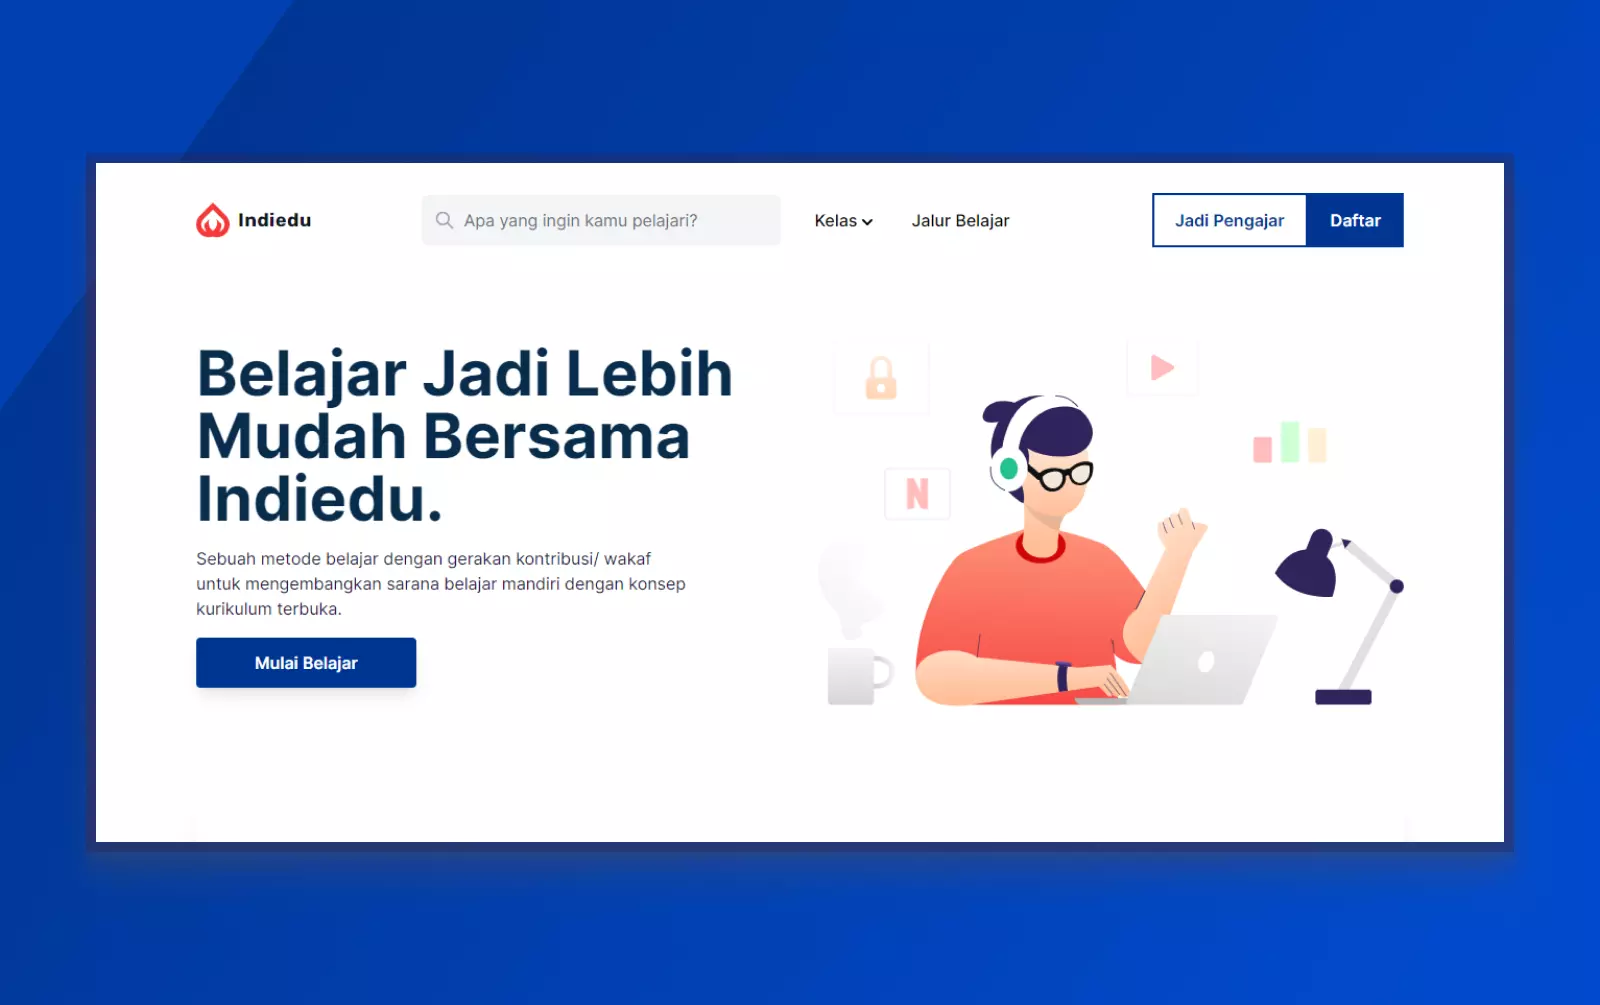 Indiedu
Apa yang ingin kamu pelajari?
Kelas
Jalur Belajar
Jadi Pengajar
Daftar
Belajar Jadi Lebih
Mudah Bersama
Indiedu.
Sebuah metode belajar dengan gerakan kontribusi/ wakaf
untuk mengembangkan sarana belajar mandiri dengan konsep
kurikulum terbuka.
Mulai Belajar
N